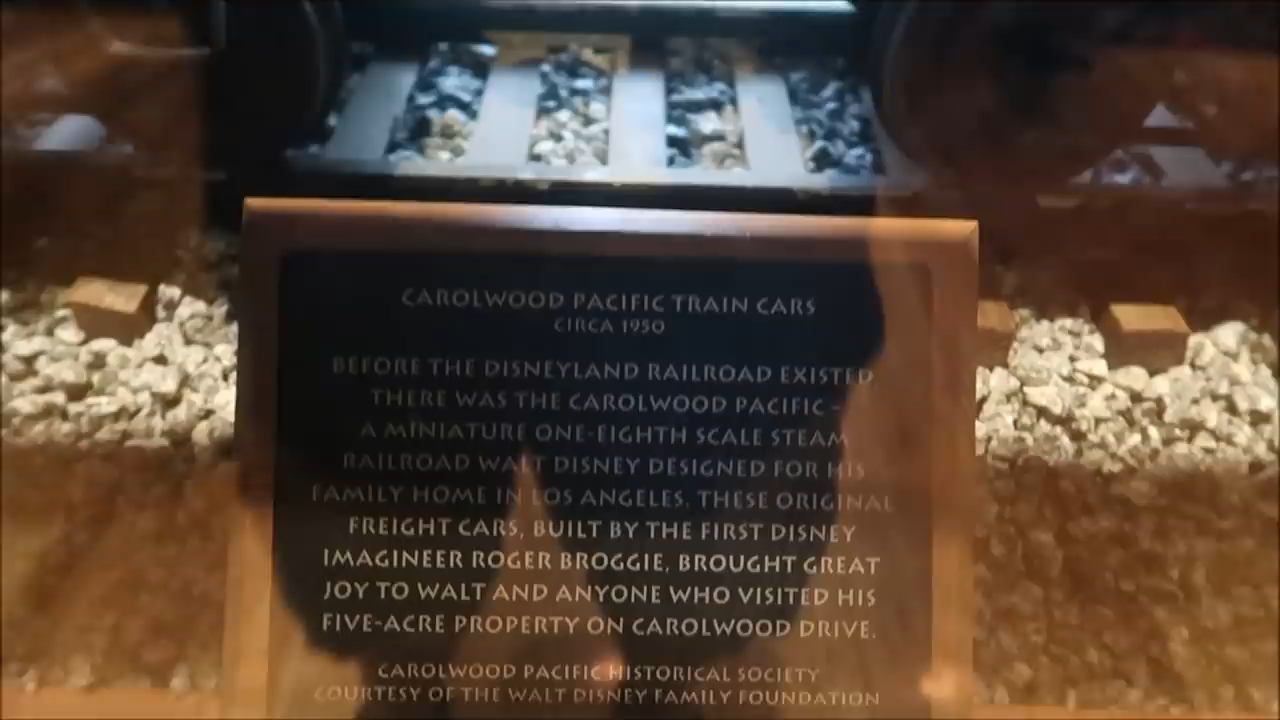 CAROLWOOD PACIFIC TRAIN CARS
CIRCA 1950
BEFORE THE DISNEYLAND RAILROAD EXISTED
THERE WAS THE CAROLWOOD PACIFIC -
A MINIATURE ONE-EIGHTH SCALE STEAM
RAILROAD WALT DISNEY DESIGNED FOR HIS
FAMILY HOME IN LOS ANGELES. THESE ORIGINAL
FREIGHT CARS, BUILT BY THE FIRST DISNEY
IMAGINEER ROGER BROGGIE, BROUGHT GREAT
JOY TO WALT AND ANYONE WHO VISITED HIS
FIVE-ACRE PROPERTY ON CAROLWOOD DRIVE.
CAROLWOOD PACIFIC HISTORICAL SOCIETY
COURTESY OF THE WALT DISNEY FAMILY FOUNDATION